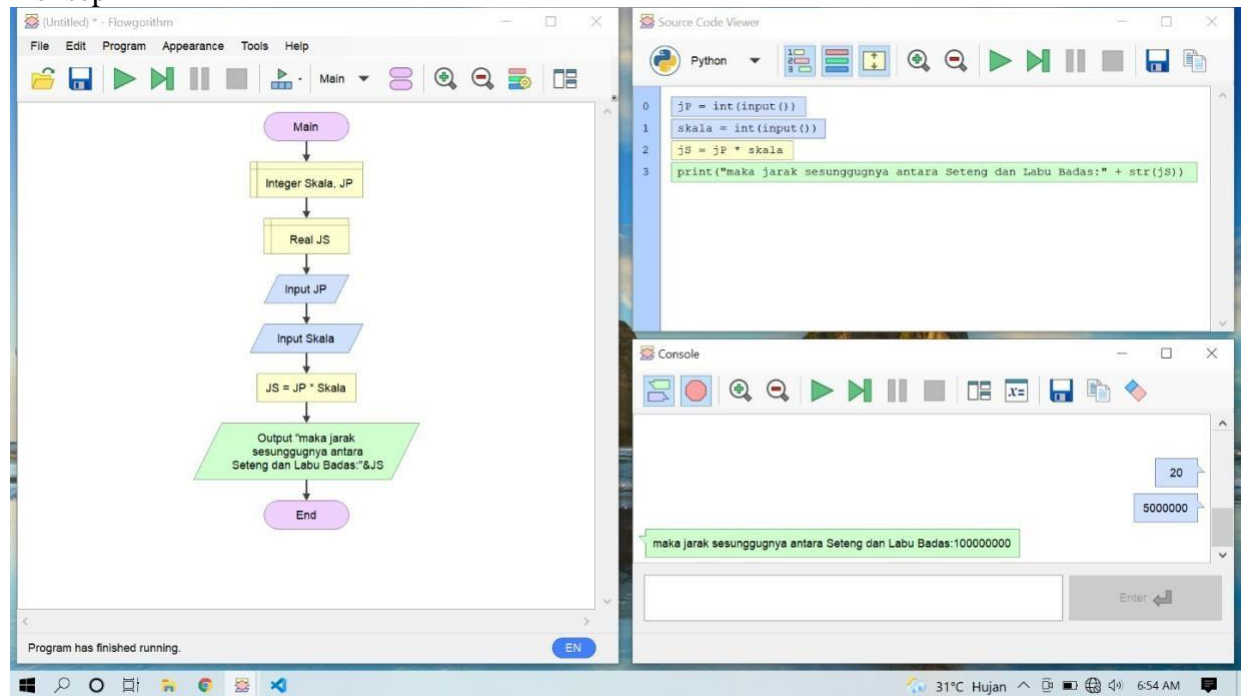 (Untitled) * - Flowgorithm
File Edit Program Appearance Tools Help
Main
Main
Integer Skala, JP
Real JS
Input JP
Input Skala
JS = JP * Skala
Output "maka jarak
sesunggugnya antara
Seteng dan Labu Badas:"&JS
End
Program has finished running.
EN
Source Code Viewer
Python
0 jP = int(input())
1 skala = int(input())
2 jS = jP * skala
3 print("maka jarak sesunggugnya antara Seteng dan Labu Badas:" + str(jS))
Console
20
5000000
maka jarak sesunggugnya antara Seteng dan Labu Badas:100000000
Enter
31°C Hujan
6:54 AM